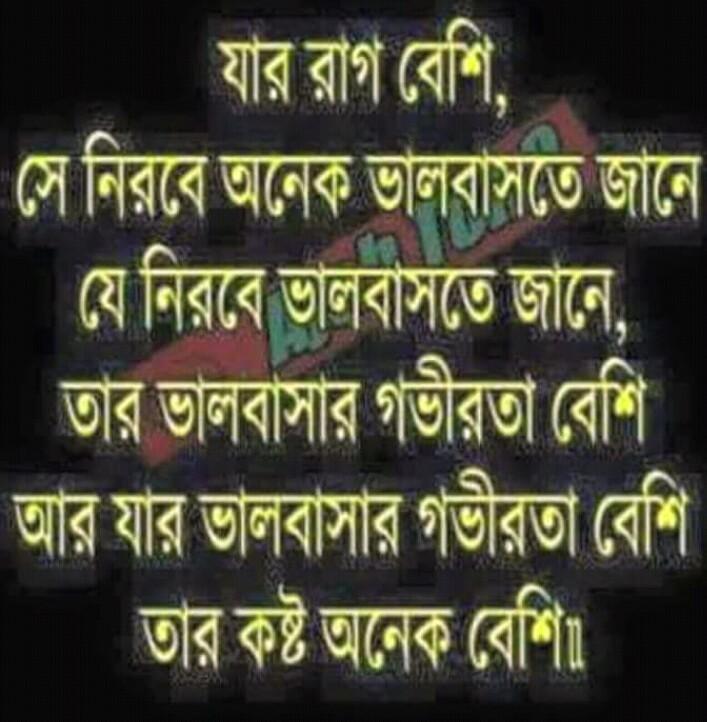 যার রাগ বেশি,
সে নিরবে অনেক ভালবাসতে জানে
যে নিরবে ভালবাসতে জানে,
তার ভালবাসার গভীরতা বেশি
আর যার ভালবাসার গভীরতা বেশি
তার কষ্ট অনেক বেশি॥